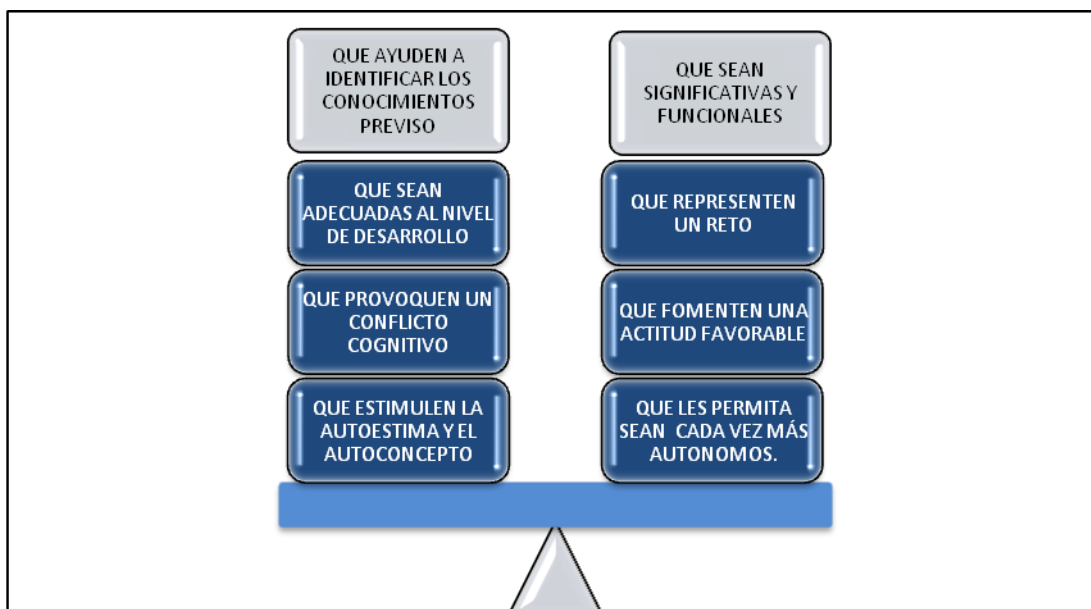 QUE AYUDEN A
IDENTIFICAR LOS
CONOCIMIENTOS
PREVISO
QUE SEAN
ADECUADAS AL NIVEL
DE DESARROLLO
QUE PROVOQUEN UN
CONFLICTO
COGNITIVO
QUE ESTIMULEN LA
AUTOESTIMA Y EL
AUTOCONCEPTO
QUE SEAN
SIGNIFICATIVAS Y
FUNCIONALES
QUE REPRESENTEN
UN RETO
QUE FOMENTEN UNA
ACTITUD FAVORABLE
QUE LES PERMITA
SEAN CADA VEZ MÁS
AUTONOMOS.